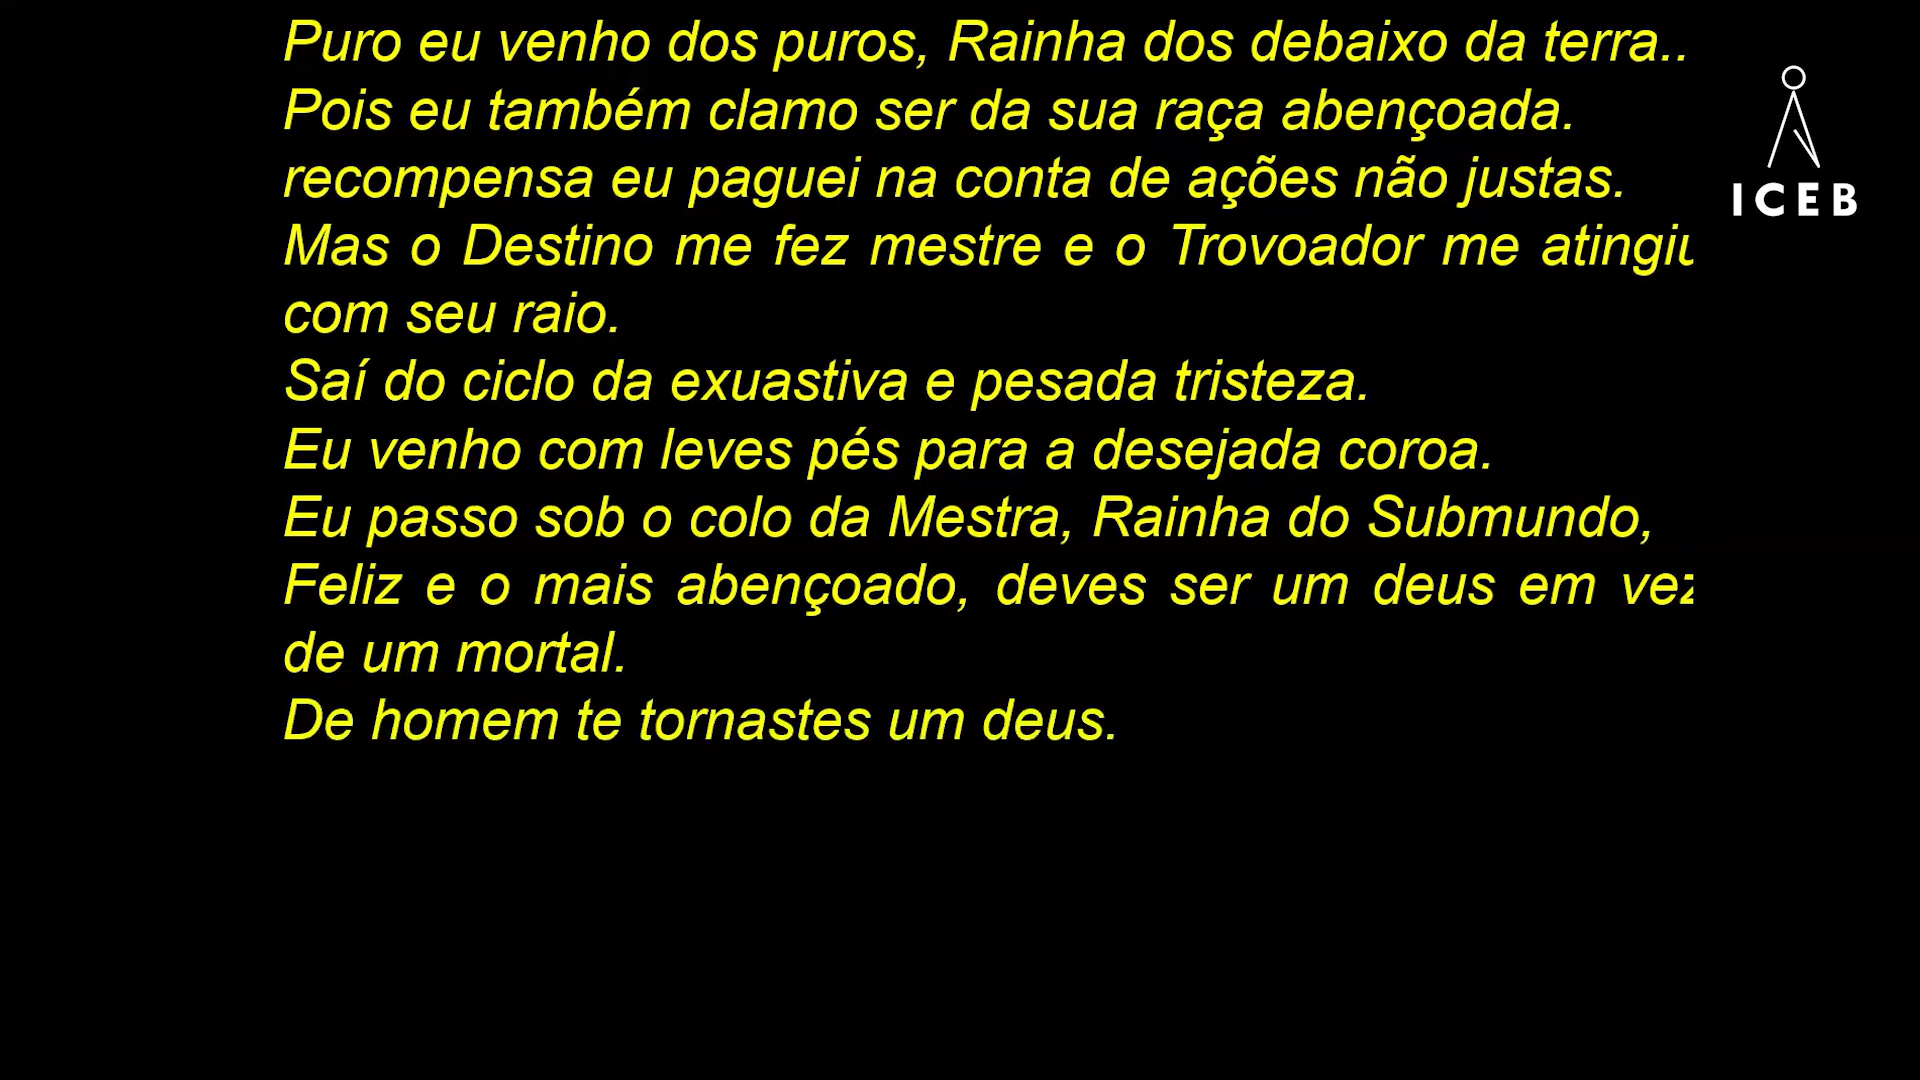 Puro eu venho dos puros, Rainha dos debaixo da terra..
Pois eu também clamo ser da sua raça abençoada.
recompensa eu paguei na conta de ações não justas.
Mas o Destino me fez mestre e o Trovoador me atingiu
com seu raio.
Saí do ciclo da exuastiva e pesada tristeza.
Eu venho com leves pés para a desejada coroa.
Eu passo sob o colo da Mestra, Rainha do Submundo,
Feliz e o mais abençoado, deves ser um deus em vez
de um mortal.
De homem te tornastes um deus.
ICEB